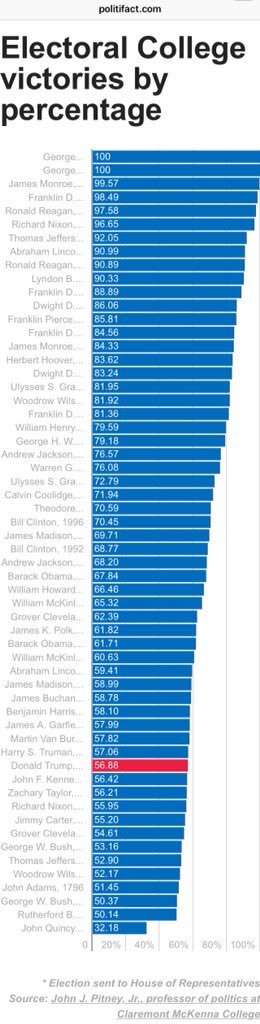 politifact.com
Electoral College
victories by
percentage
George... 100
George... 100
James Monroe,... 99.57
Franklin D.... 98.49
Ronald Reagan,... 97.58
Richard Nixon,... 96.65
Thomas Jeffers... 92.05
Abraham Linco... 90.99
Ronald Reagan,... 90.89
Lyndon B.... 90.33
Franklin D.... 88.89
Dwight D.... 86.06
Franklin Pierce,... 85.81
Franklin D.... 84.56
James Monroe,... 84.33
Herbert Hoover,... 83.62
Dwight D.... 83.24
Ulysses S. Gra... 81.95
Woodrow Wils... 81.92
Franklin D.... 81.36
William Henry... 79.59
George H. W.... 79.18
Andrew Jackson,... 76.57
Warren G.... 76.08
Ulysses S. Gra... 72.79
Calvin Coolidge,... 71.94
Theodore... 70.59
Bill Clinton, 1996 70.45
James Madison,... 69.71
Bill Clinton, 1992 68.77
Andrew Jackson,... 68.20
Barack Obama,... 67.84
William Howard... 66.46
William McKinl... 65.32
Grover Clevela... 62.39
James K. Polk,... 61.82
Barack Obama,... 61.71
William McKinl... 60.63
Abraham Linco... 59.41
James Madison,... 58.99
James Buchan... 58.78
Benjamin Harris... 58.10
James A. Garfie... 57.99
Martin Van Bur... 57.82
Harry S. Truman,... 57.06
Donald Trump,... 56.88
John F. Kenne... 56.42
Zachary Taylor,... 56.21
Richard Nixon,... 55.95
Jimmy Carter,... 55.20
Grover Clevela... 54.61
George W. Bush,... 53.16
Thomas Jeffers... 52.90
Woodrow Wils... 52.17
John Adams, 1796 51.45
George W. Bush,... 50.37
Rutherford B.... 50.14
John Quincy... 32.18
0 20% 40% 60% 80% 100%
* Election sent to House of Representatives
Source: John J. Pitney, Jr., professor of politics at
Claremont McKenna College